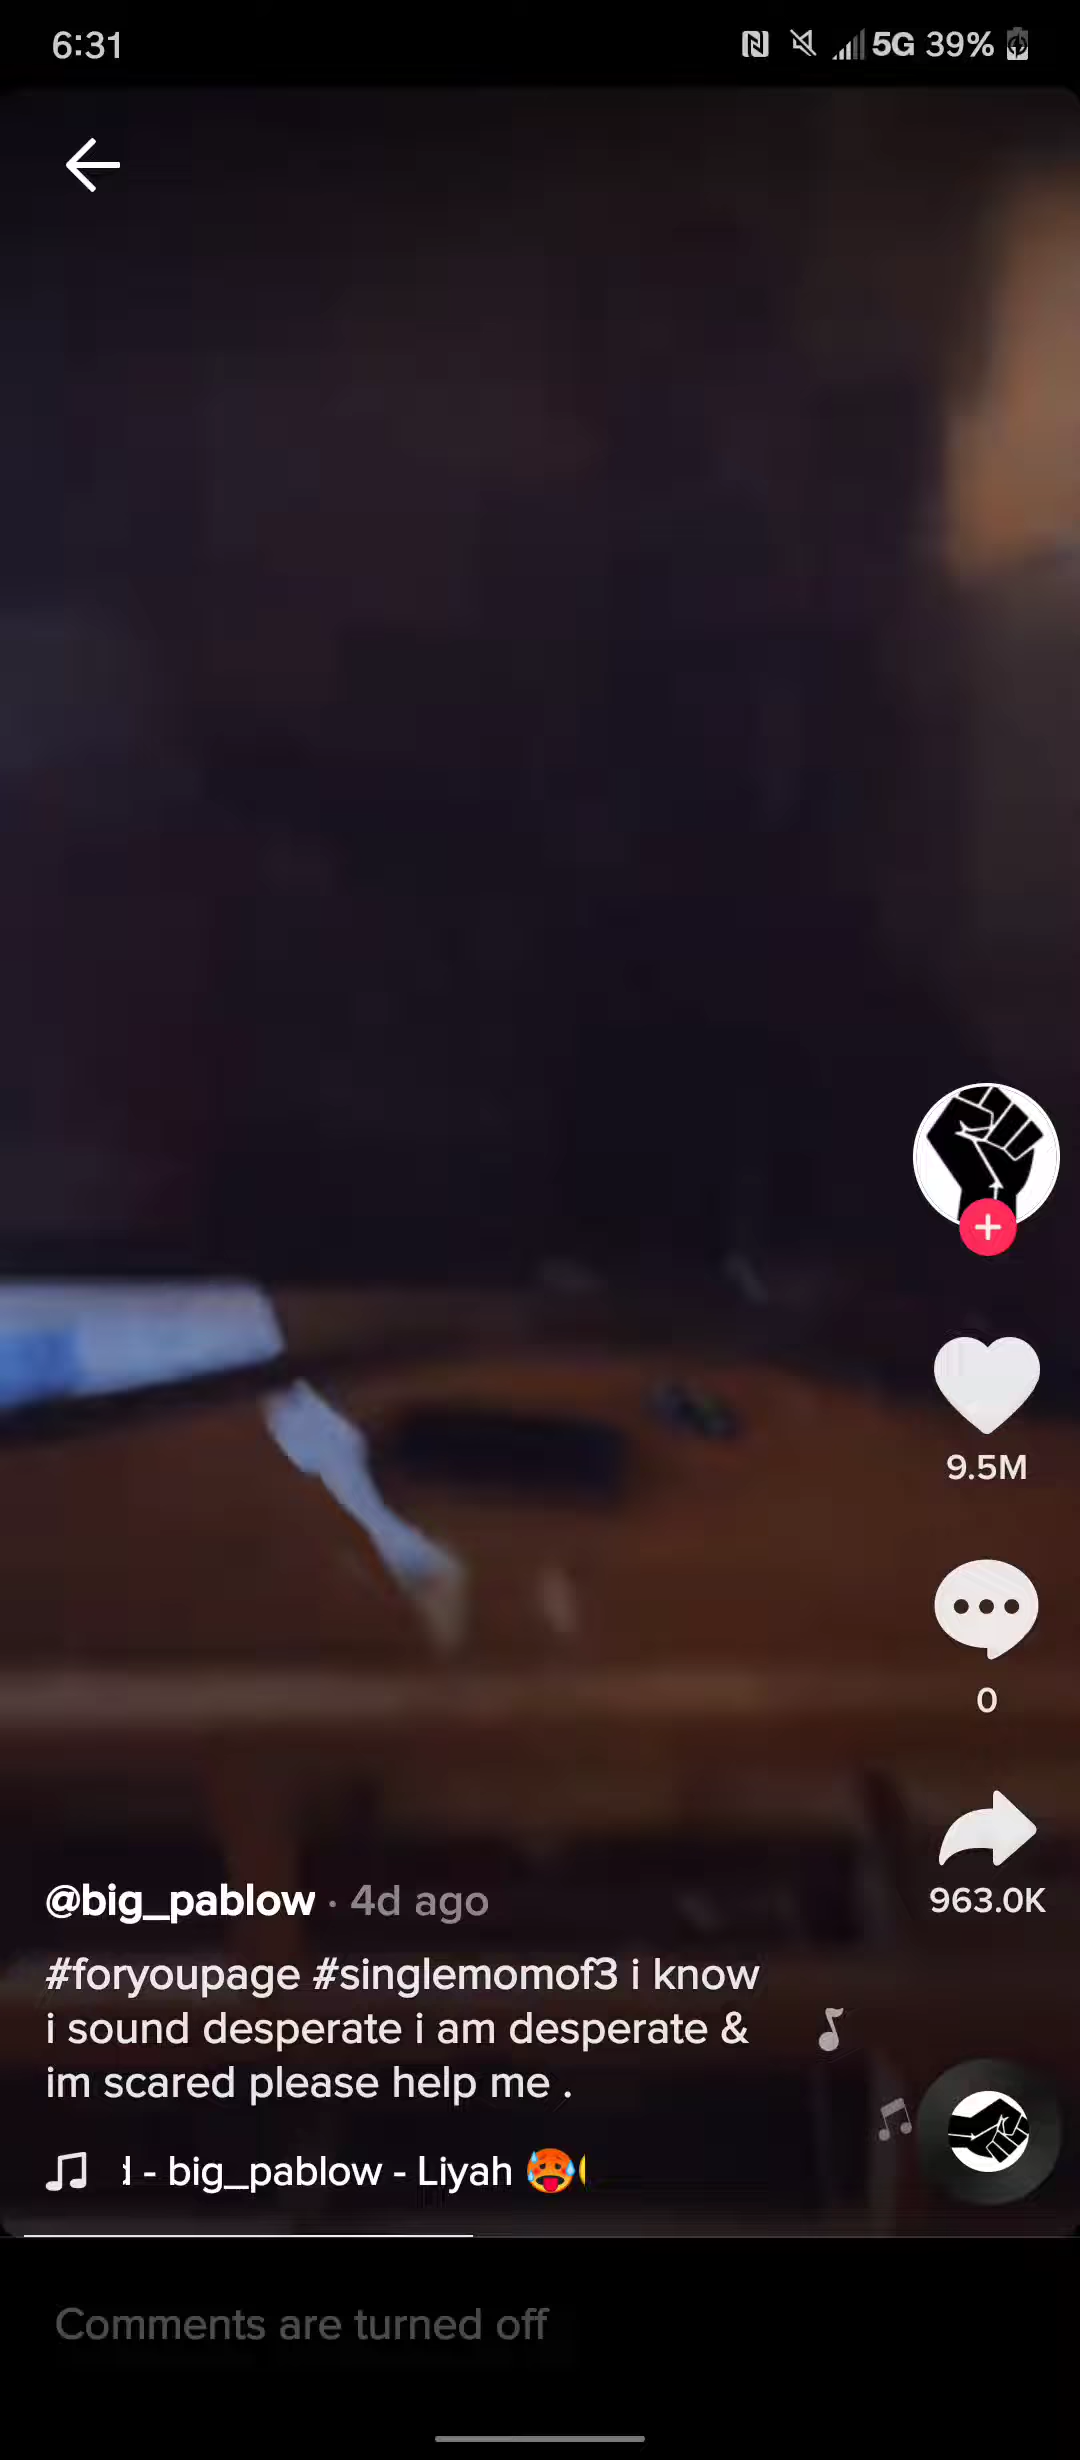 6:31
5G 39%
9.5M
0
963.0K
@big_pablow · 4d ago
#foryoupage #singlemomof3 i know
i sound desperate i am desperate &
im scared please help me .
- big_pablow - Liyah 🥵
Comments are turned off